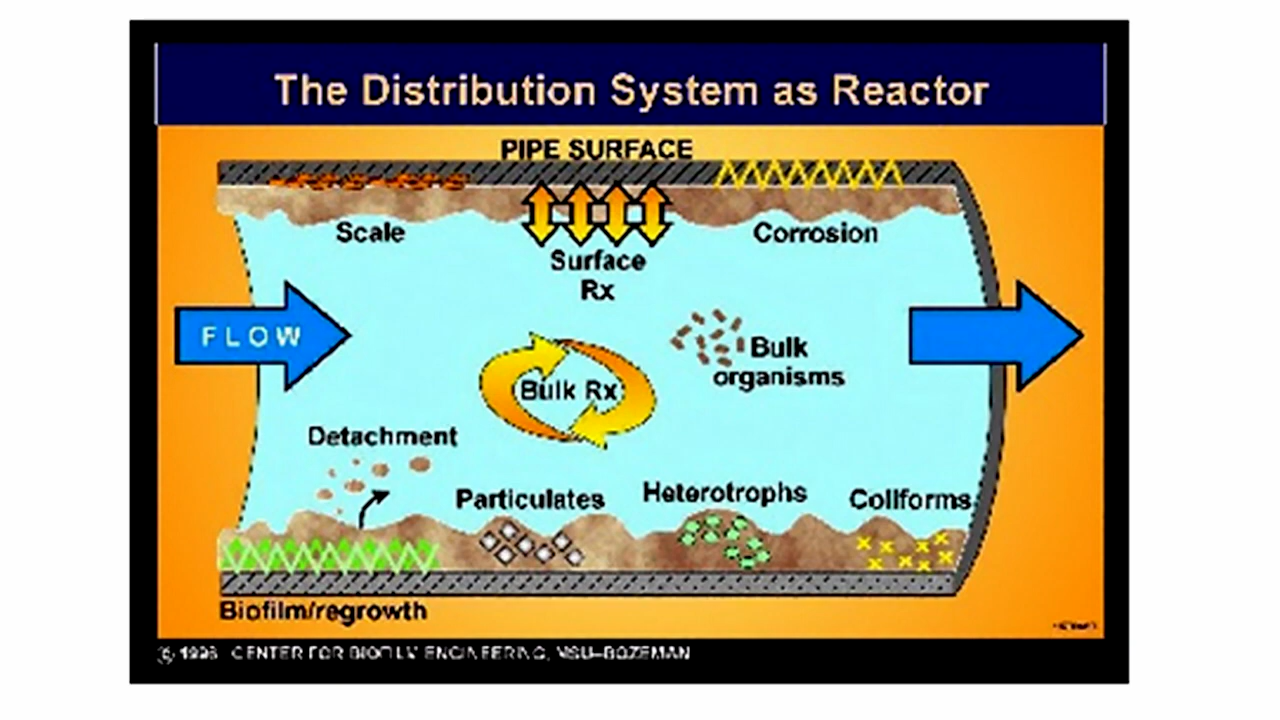 The Distribution System as Reactor
PIPE SURFACE
Scale
Corrosion
Surface
Rx
FLOW
Bulk
organisms
Bulk Rx
Detachment
Particulates
Heterotrophs
Coliforms
Biofilm/regrowth
© 1996 CENTER FOR BIOFILM ENGINEERING, MSU-BOZEMAN